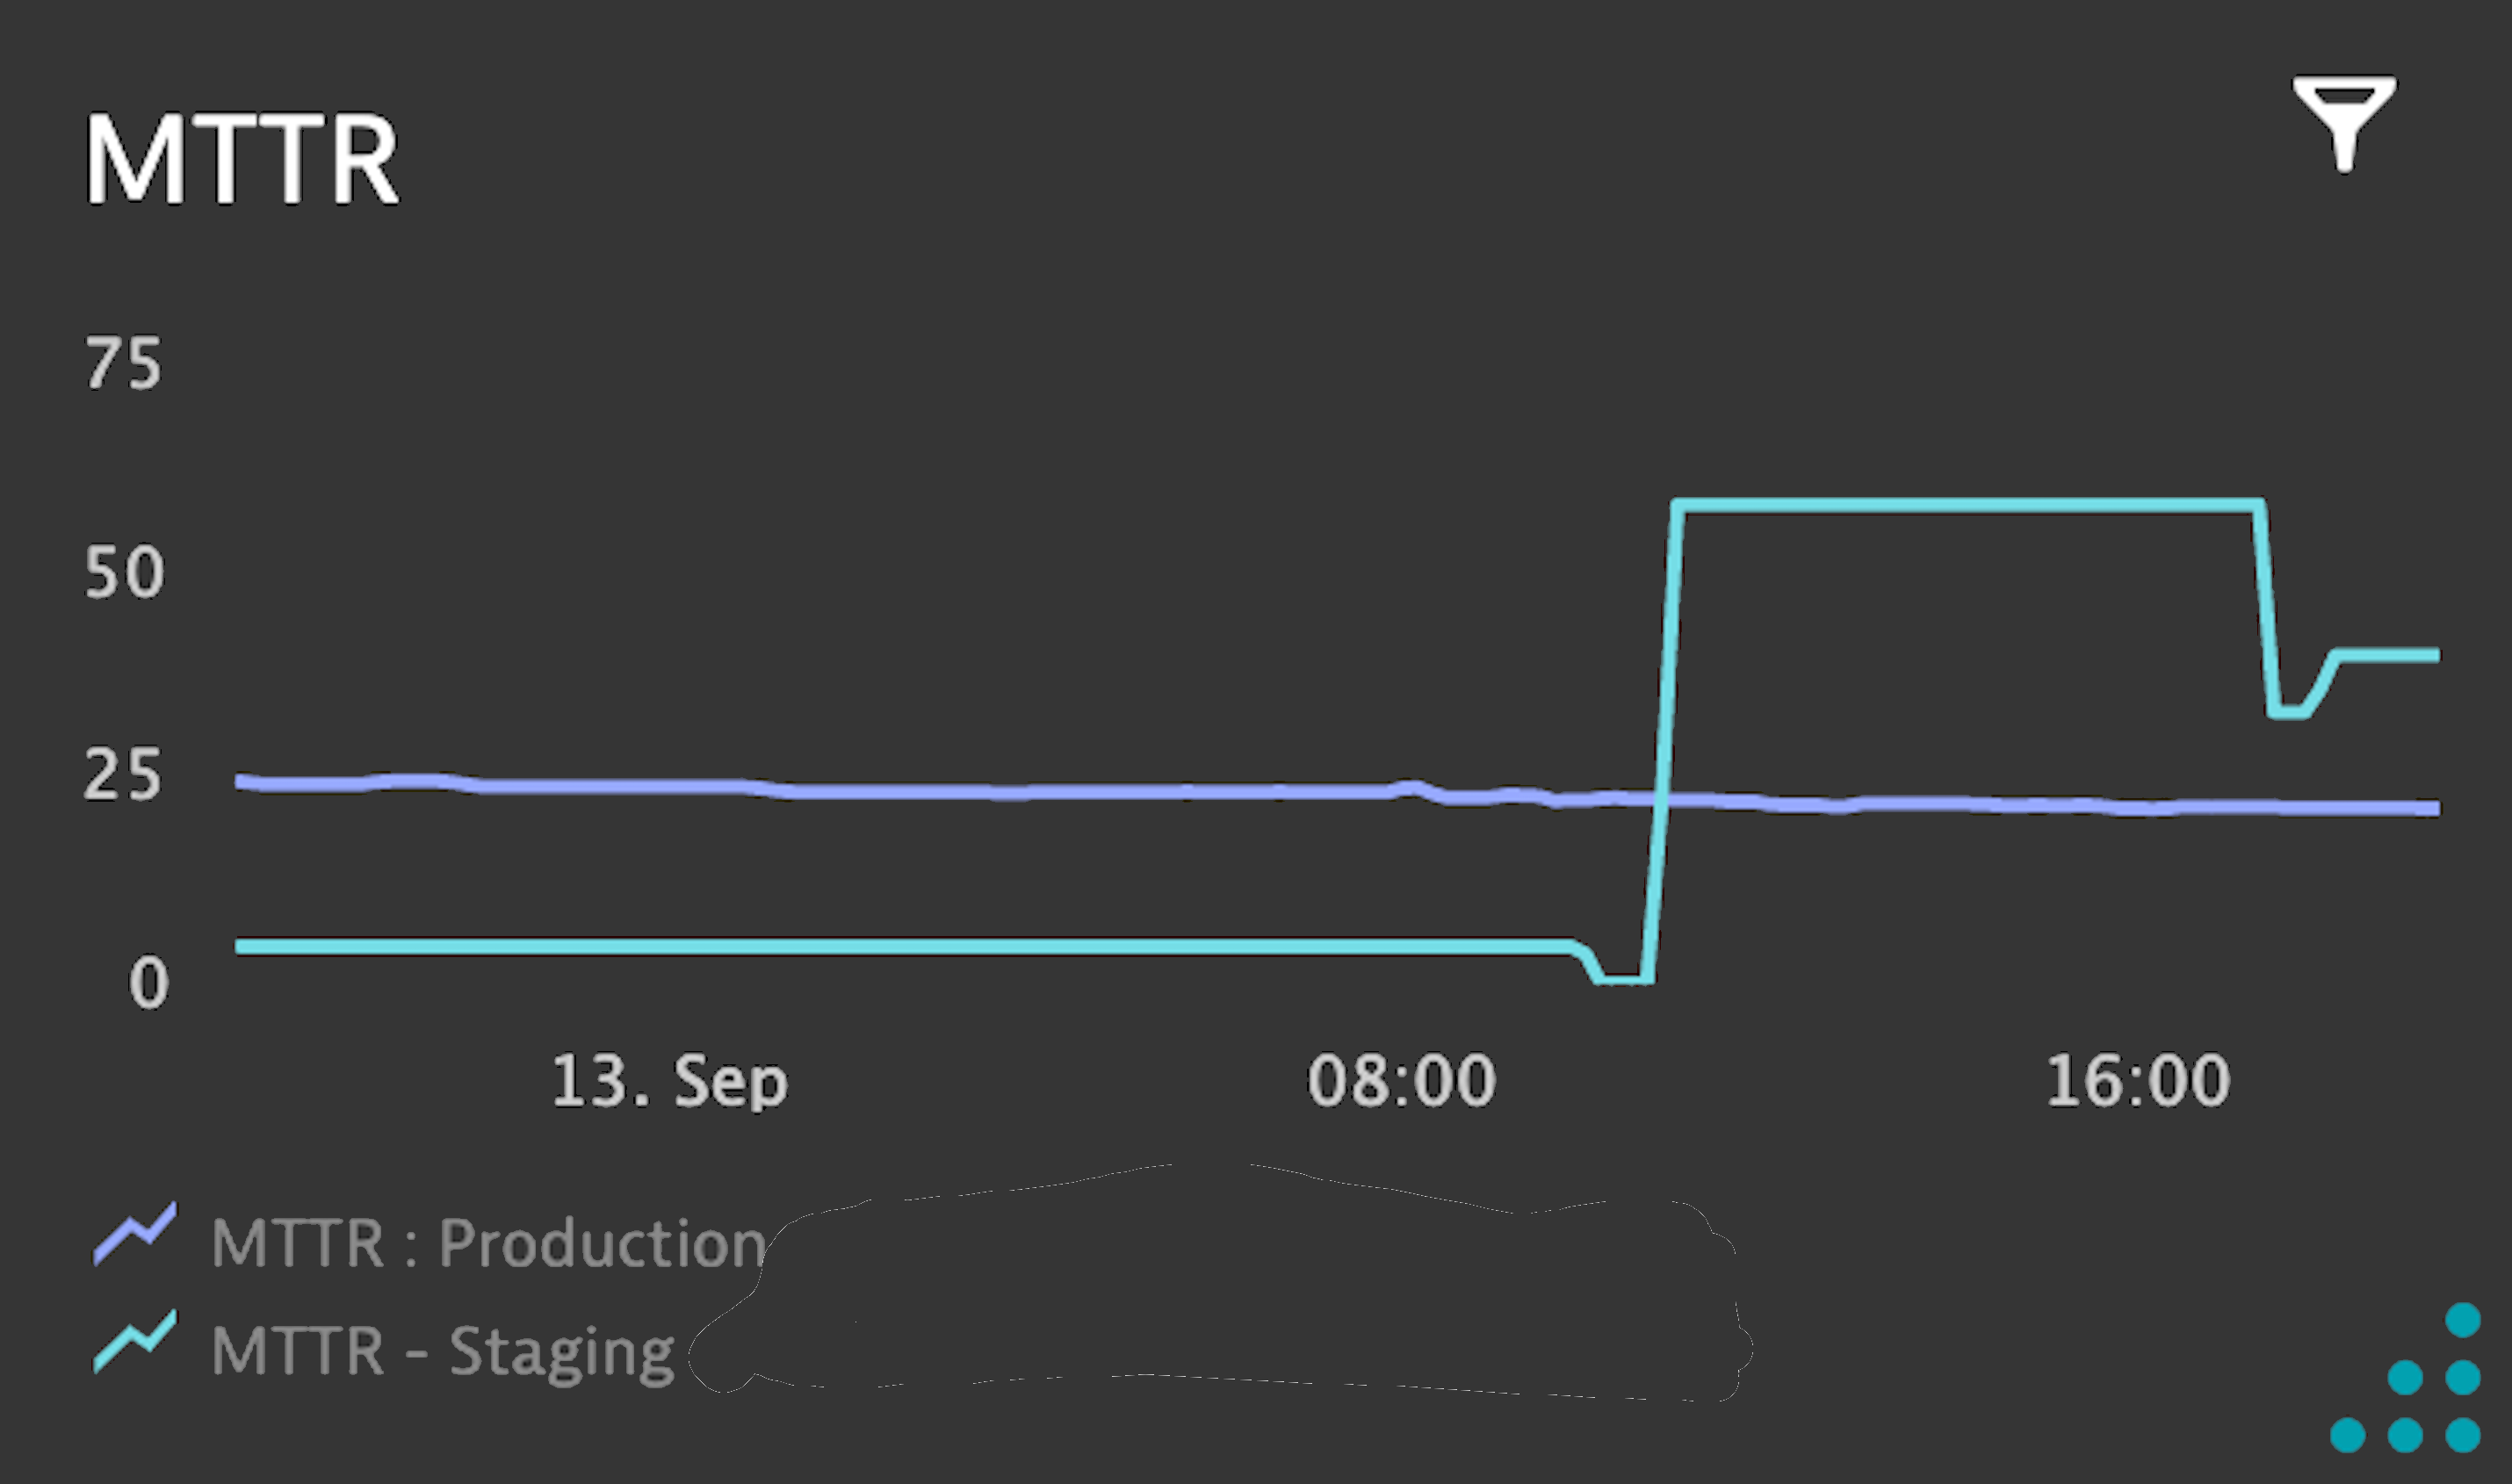 MTTR
75
50
25
0
13. Sep 08:00 16:00
MTTR : Production
MTTR - Staging